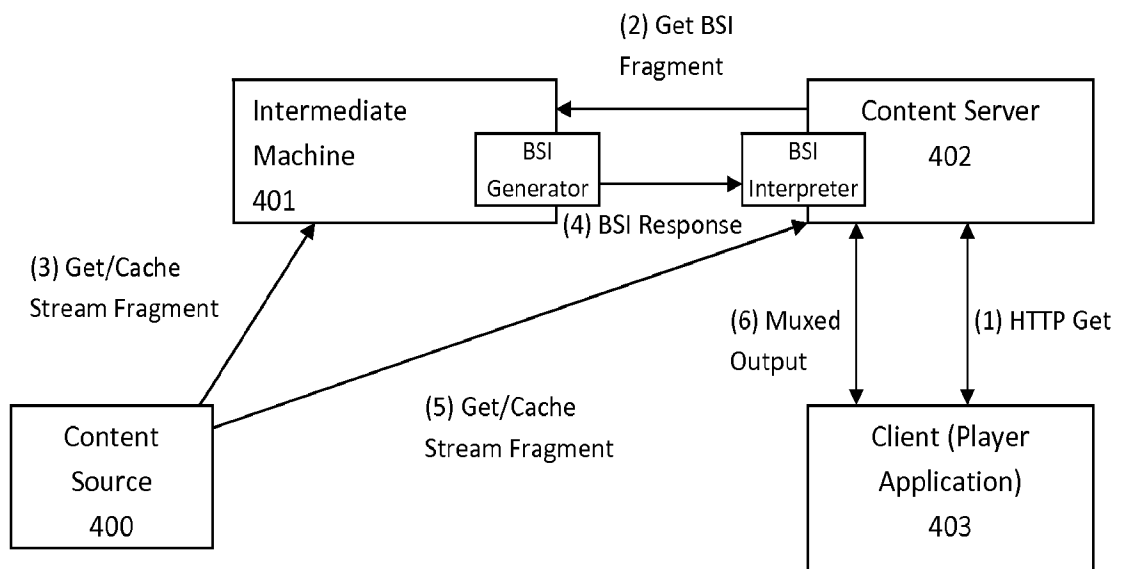 (2) Get BSI
Fragment
Intermediate
Machine
401
BSI
Generator
Content Server
402
BSI
Interpreter
(4) BSI Response
(3) Get/Cache
Stream Fragment
(6) Muxed
Output
(1) HTTP Get
(5) Get/Cache
Stream Fragment
Content
Source
400
Client (Player
Application)
403